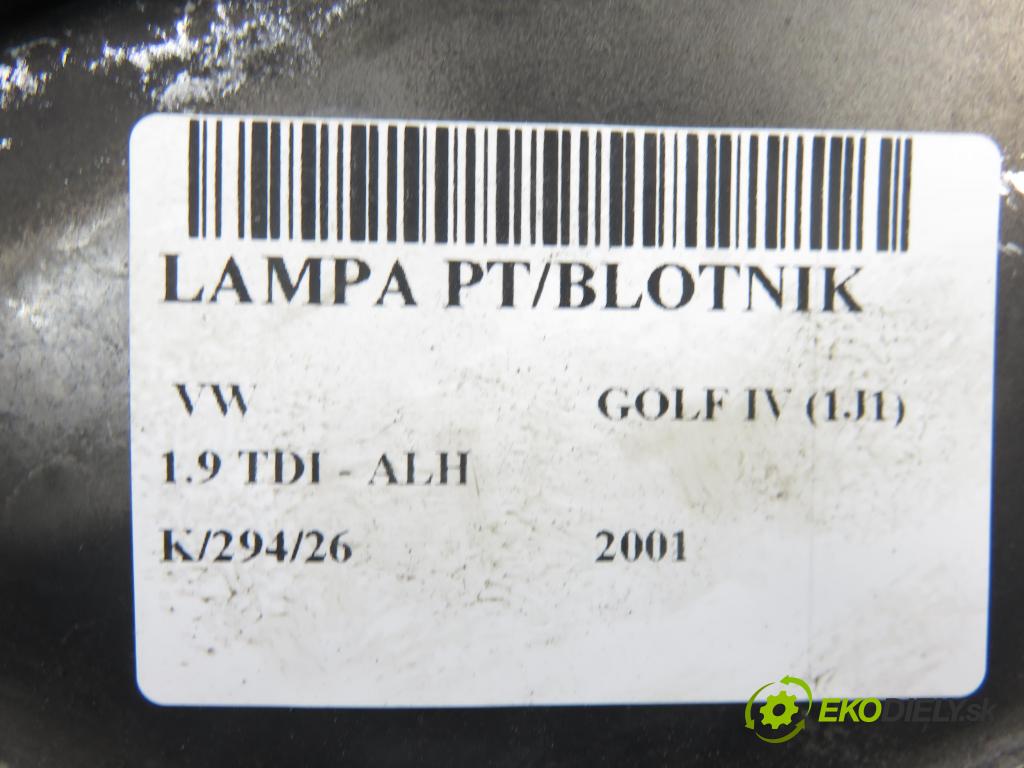 LAMPA PT/BLOTNIK
VW GOLF IV (1J1)
1.9 TDI - ALH
K/294/26 2001
EKODIELY.sk